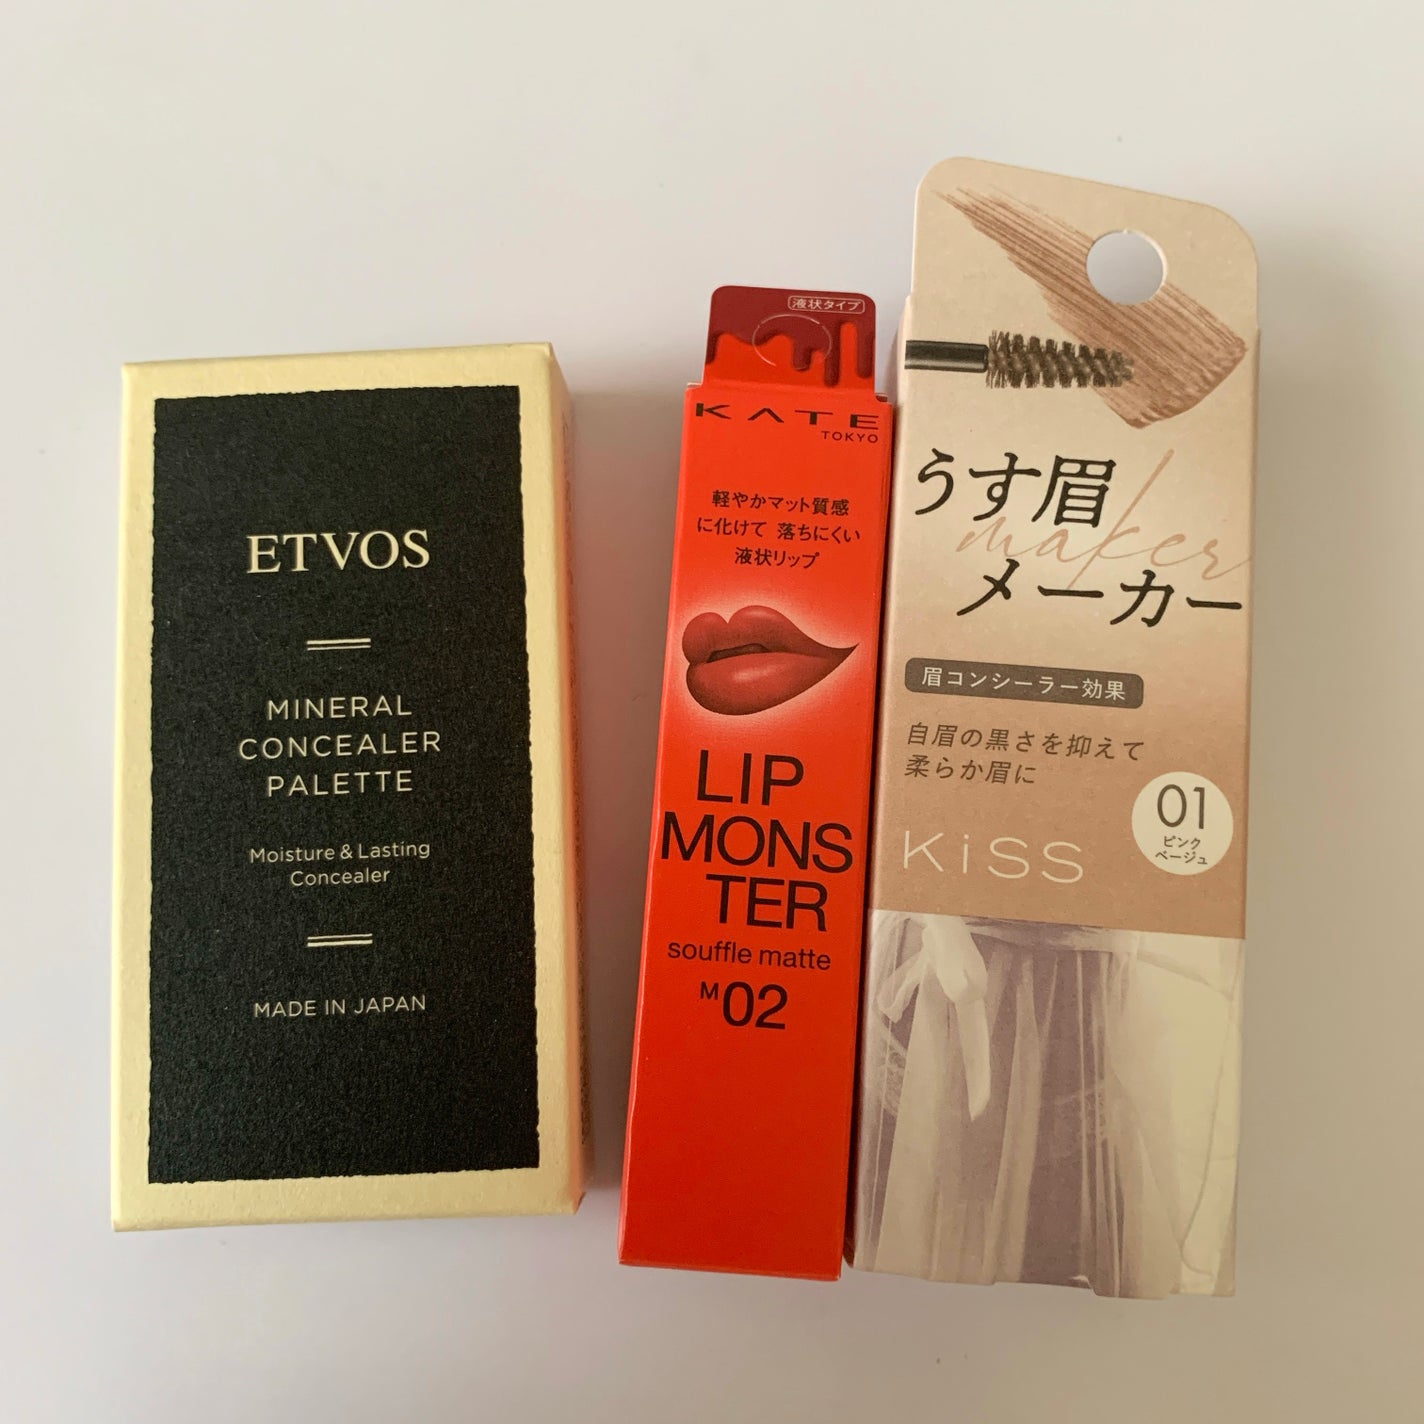 ETVOS
MINERAL
CONCEALER
PALETTE
Moisture & Lasting
Concealer
MADE IN JAPAN
液状タイプ
KATE
TOKYO
軽やかマット質感
に化けて 落ちにくい
液状リップ
LIP
MONS
TER
souffle matte
M02
うす眉
maker
メーカー
眉コンシーラー効果
自眉の黒さを抑えて
柔らか眉に
01
ピンク
ベージュ
KiSS